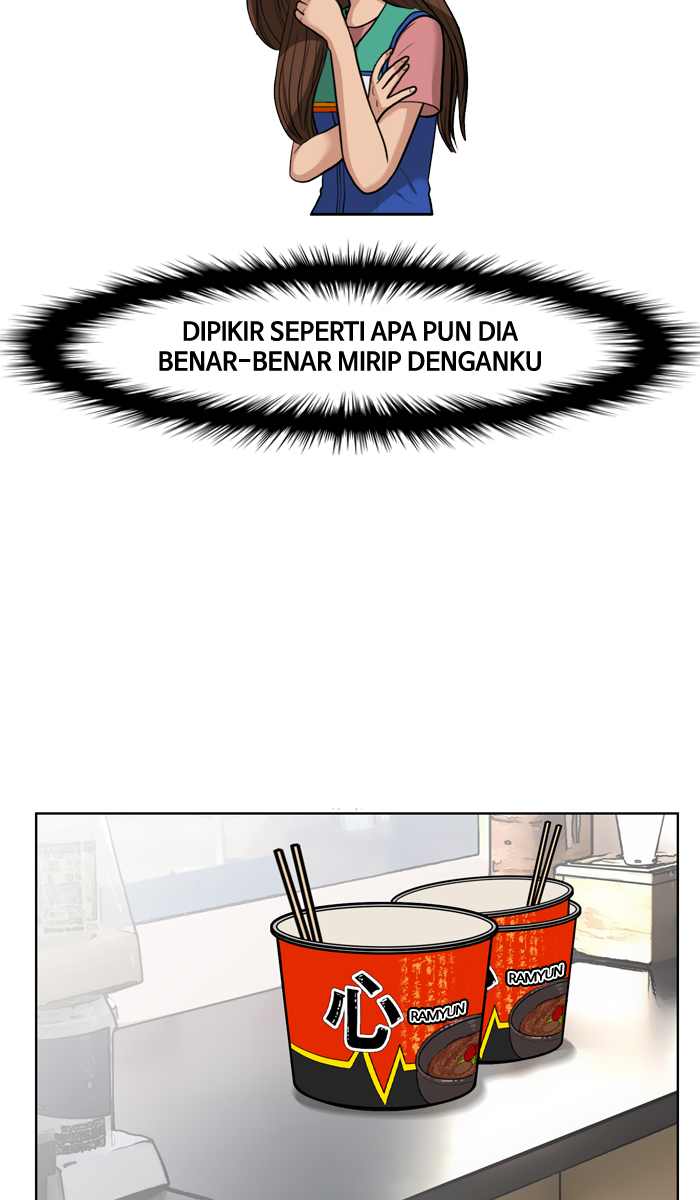 DIPIKIR SEPERTI APA PUN DIA
BENAR-BENAR MIRIP DENGANKU
心
RAMYUN
RAMYUN